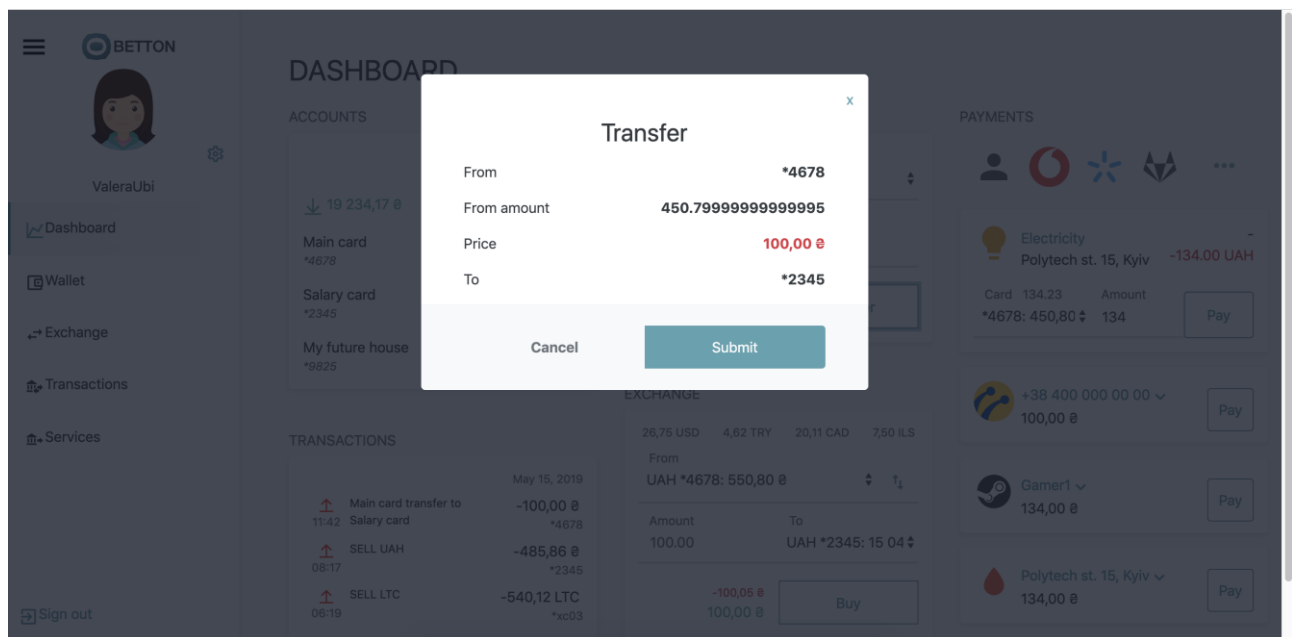 BETTON
ValeraUbi
Dashboard
Wallet
Exchange
Transactions
Services
Sign out
DASHBOARD
ACCOUNTS
19 234,17 ₴
Main card
*4678
Salary card
*2345
My future house
*9825
x
Transfer
From *4678
From amount 450.79999999999995
Price 100,00 ₴
To *2345
Cancel Submit
TRANSACTIONS
May 15, 2019
Main card transfer to -100,00 ₴
11:42 Salary card *4678
SELL UAH -485,86 ₴
08:17 *2345
SELL LTC -540,12 LTC
06:19 *xc03
EXCHANGE
26,75 USD 4,62 TRY 20,11 CAD 7,50 ILS
From
UAH *4678: 550,80 ₴
Amount To
100.00 UAH *2345: 15 04
-100,05 ₴
100,00 ₴
Buy
PAYMENTS
...
Electricity -
Polytech st. 15, Kyiv -134.00 UAH
Card 134.23 Amount
*4678: 450,80 134 Pay
+38 400 000 00 00
100,00 ₴ Pay
Gamer1
134,00 ₴ Pay
Polytech st. 15, Kyiv
134,00 ₴ Pay